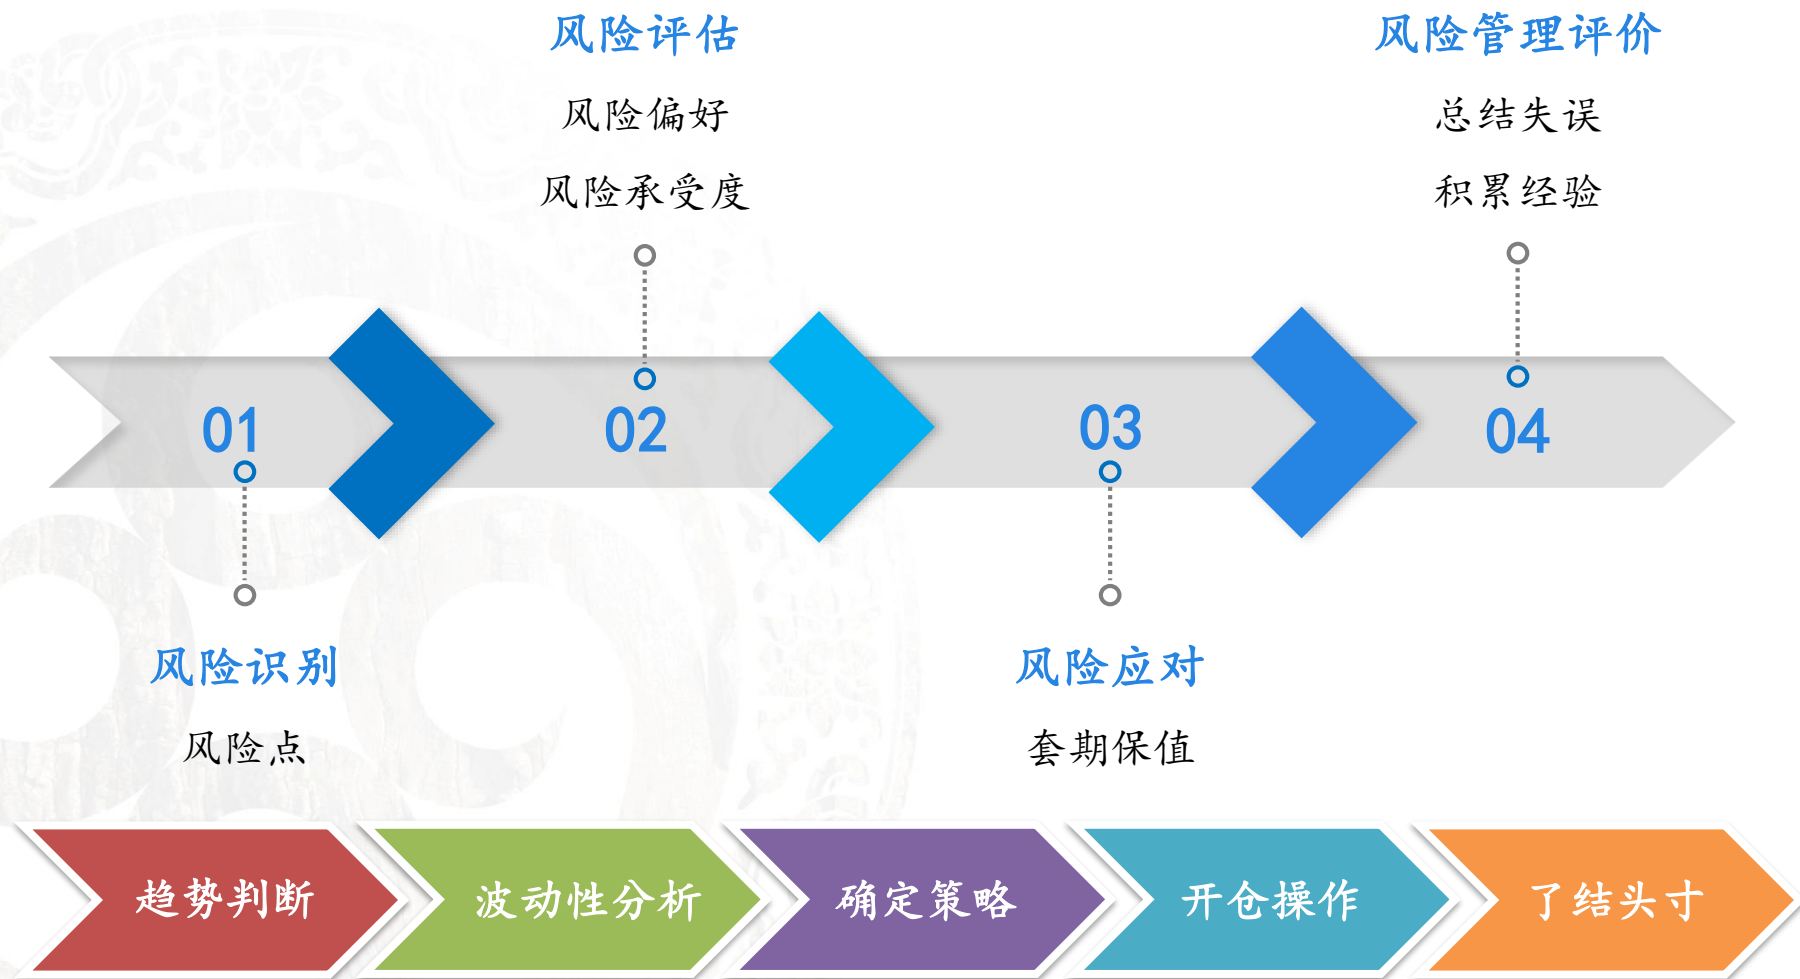 风险评估
风险偏好
风险承受度
风险管理评价
总结失误
积累经验
01
02
03
04
风险识别
风险点
风险应对
套期保值
趋势判断
波动性分析
确定策略
开仓操作
了结头寸